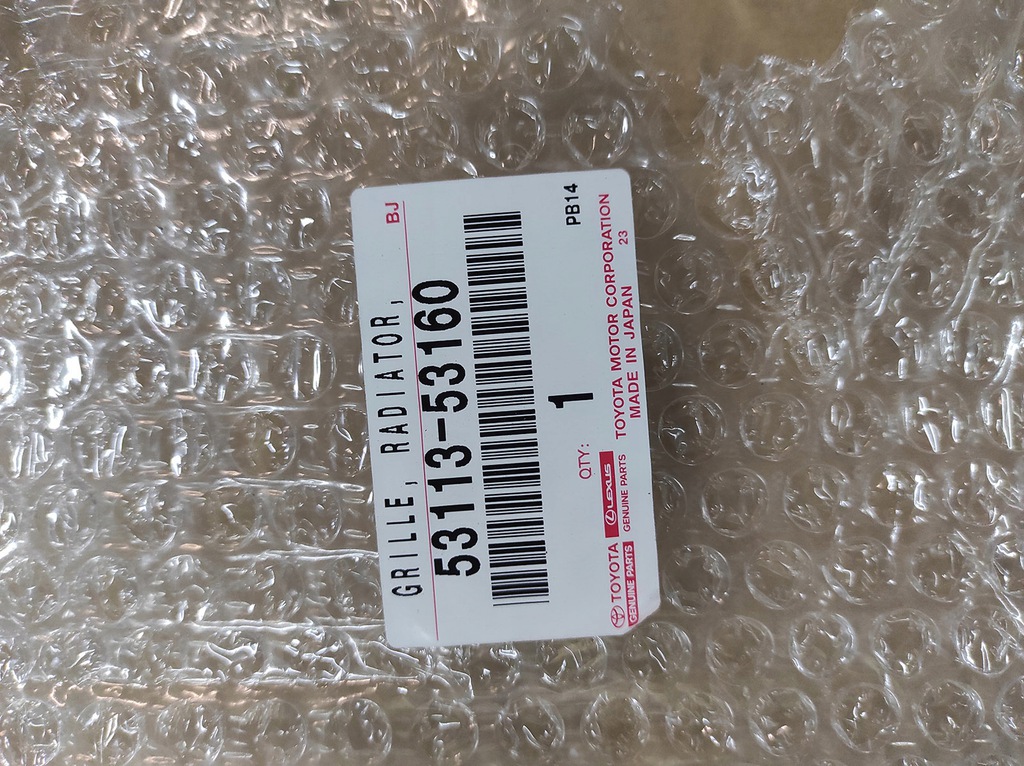 GRILLE, RADIATOR, BJ
53113-53160
QTY: 1 PB14
TOYOTA GENUINE PARTS
LEXUS GENUINE PARTS
TOYOTA MOTOR CORPORATION
MADE IN JAPAN 23